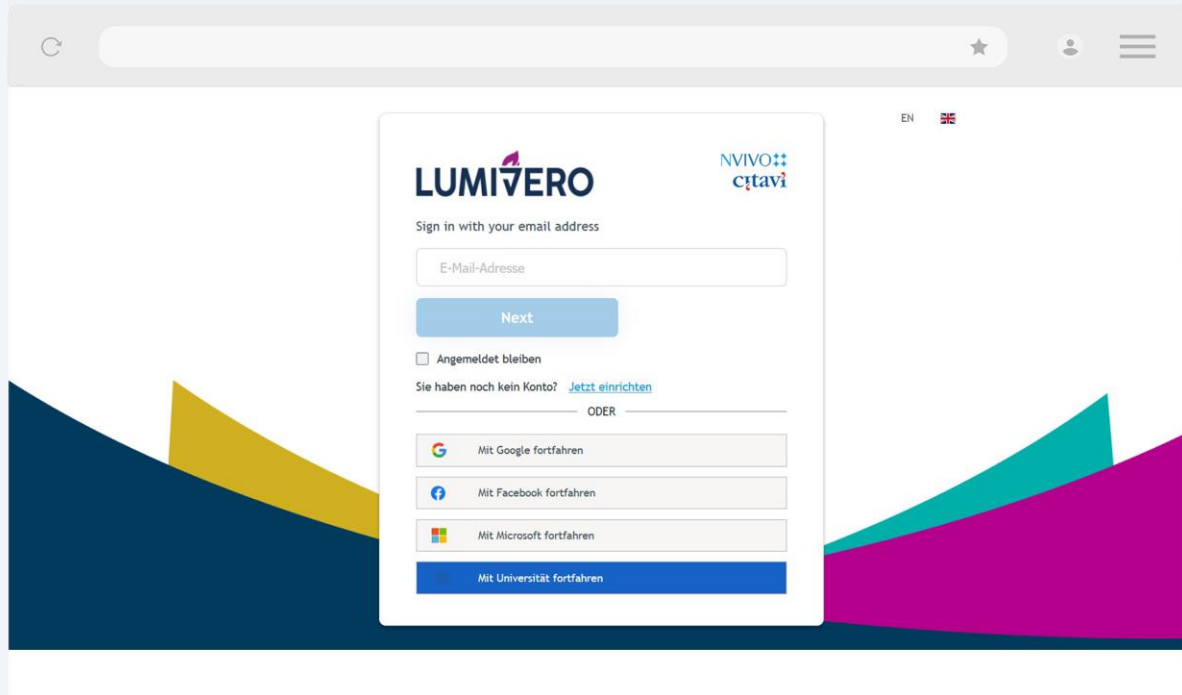 EN
LUMIVERO
NVIVO
citavi
Sign in with your email address
E-Mail-Adresse
Next
Angemeldet bleiben
Sie haben noch kein Konto? Jetzt einrichten
ODER
Mit Google fortfahren
Mit Facebook fortfahren
Mit Microsoft fortfahren
Mit Universität fortfahren